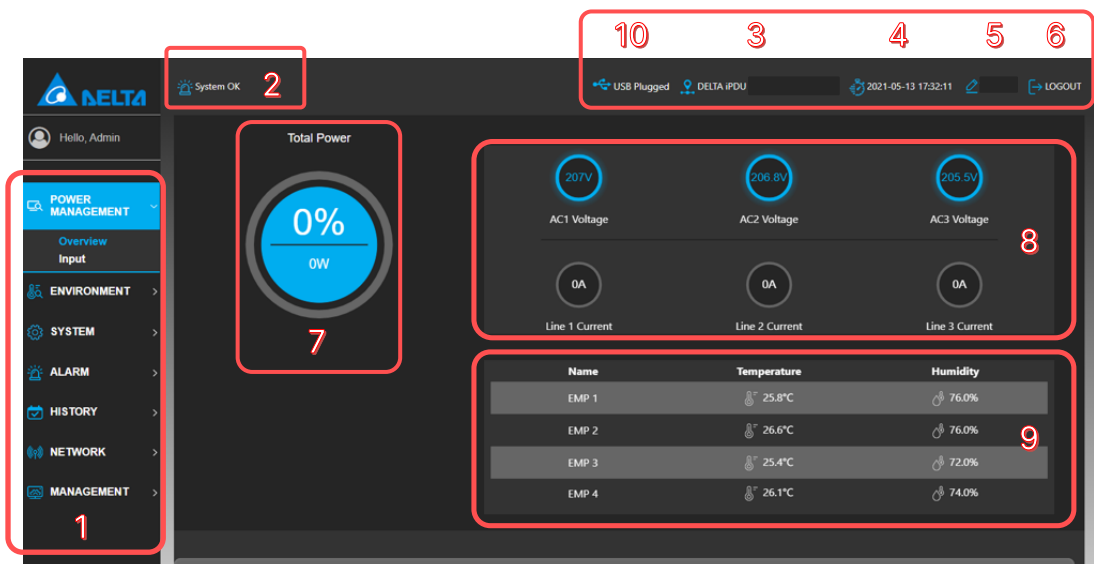 10 3 4 5 6
DELTA
System OK
2
USB Plugged
DELTA iPDU
2021-05-13 17:32:11
LOGOUT
Hello, Admin
POWER
MANAGEMENT
Overview
Input
ENVIRONMENT
SYSTEM
ALARM
HISTORY
NETWORK
MANAGEMENT
1
Total Power
0%
0W
7
207V 206.8V 205.5V
AC1 Voltage AC2 Voltage AC3 Voltage
8
0A 0A 0A
Line 1 Current Line 2 Current Line 3 Current
Name Temperature Humidity
EMP 1 25.8°C 76.0%
EMP 2 26.6°C 76.0%
9
EMP 3 25.4°C 72.0%
EMP 4 26.1°C 74.0%